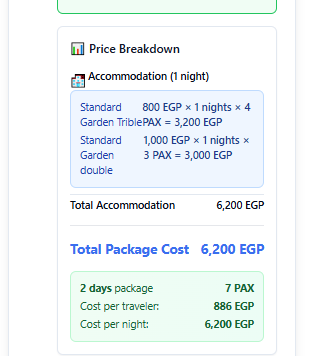 Price Breakdown
Accommodation (1 night)
Standard Garden Trible 800 EGP × 1 nights × 4 PAX = 3,200 EGP
Standard Garden double 1,000 EGP × 1 nights × 3 PAX = 3,000 EGP
Total Accommodation 6,200 EGP
Total Package Cost 6,200 EGP
2 days package 7 PAX
Cost per traveler: 886 EGP
Cost per night: 6,200 EGP